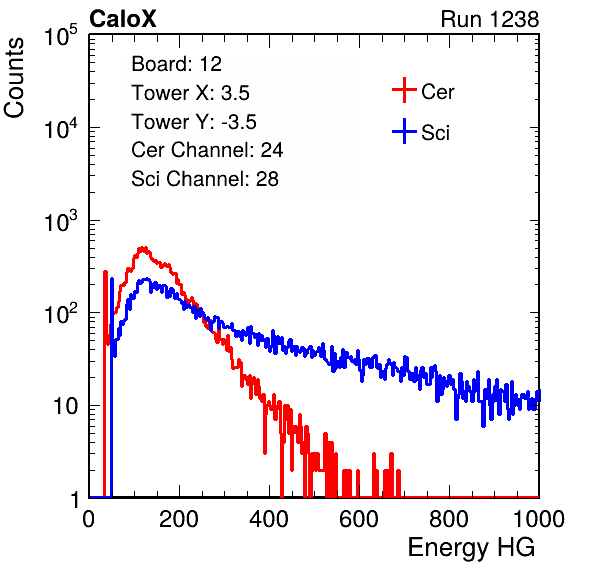 CaloX Run 1238
Counts
10^5
10^4
10^3
10^2
10
1
Board: 12
Tower X: 3.5
Tower Y: -3.5
Cer Channel: 24
Sci Channel: 28
Cer
Sci
0 200 400 600 800 1000
Energy HG